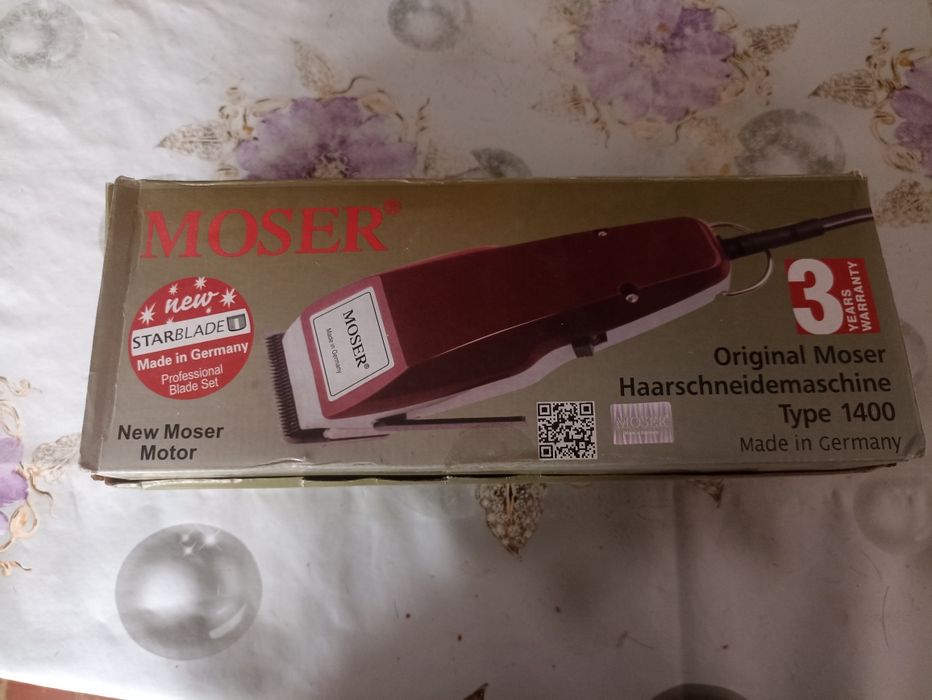 MOSER®
new
STARBLADE
Made in Germany
Professional
Blade Set
New Moser
Motor
MOSER®
Made in Germany
3
YEARS
WARRANTY
Original Moser
Haarschneidemaschine
Type 1400
Made in Germany
MOSER